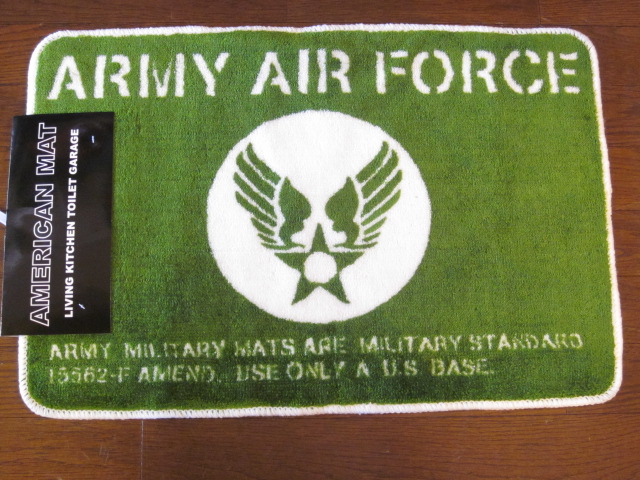 ARMY AIR FORCE
AMERICAN MAT
LIVING KITCHEN TOILET GARAGE
ARMY MILITARY MATS ARE MILITARY STANDARD
15562-F AMEND. USE ONLY A U.S BASE.